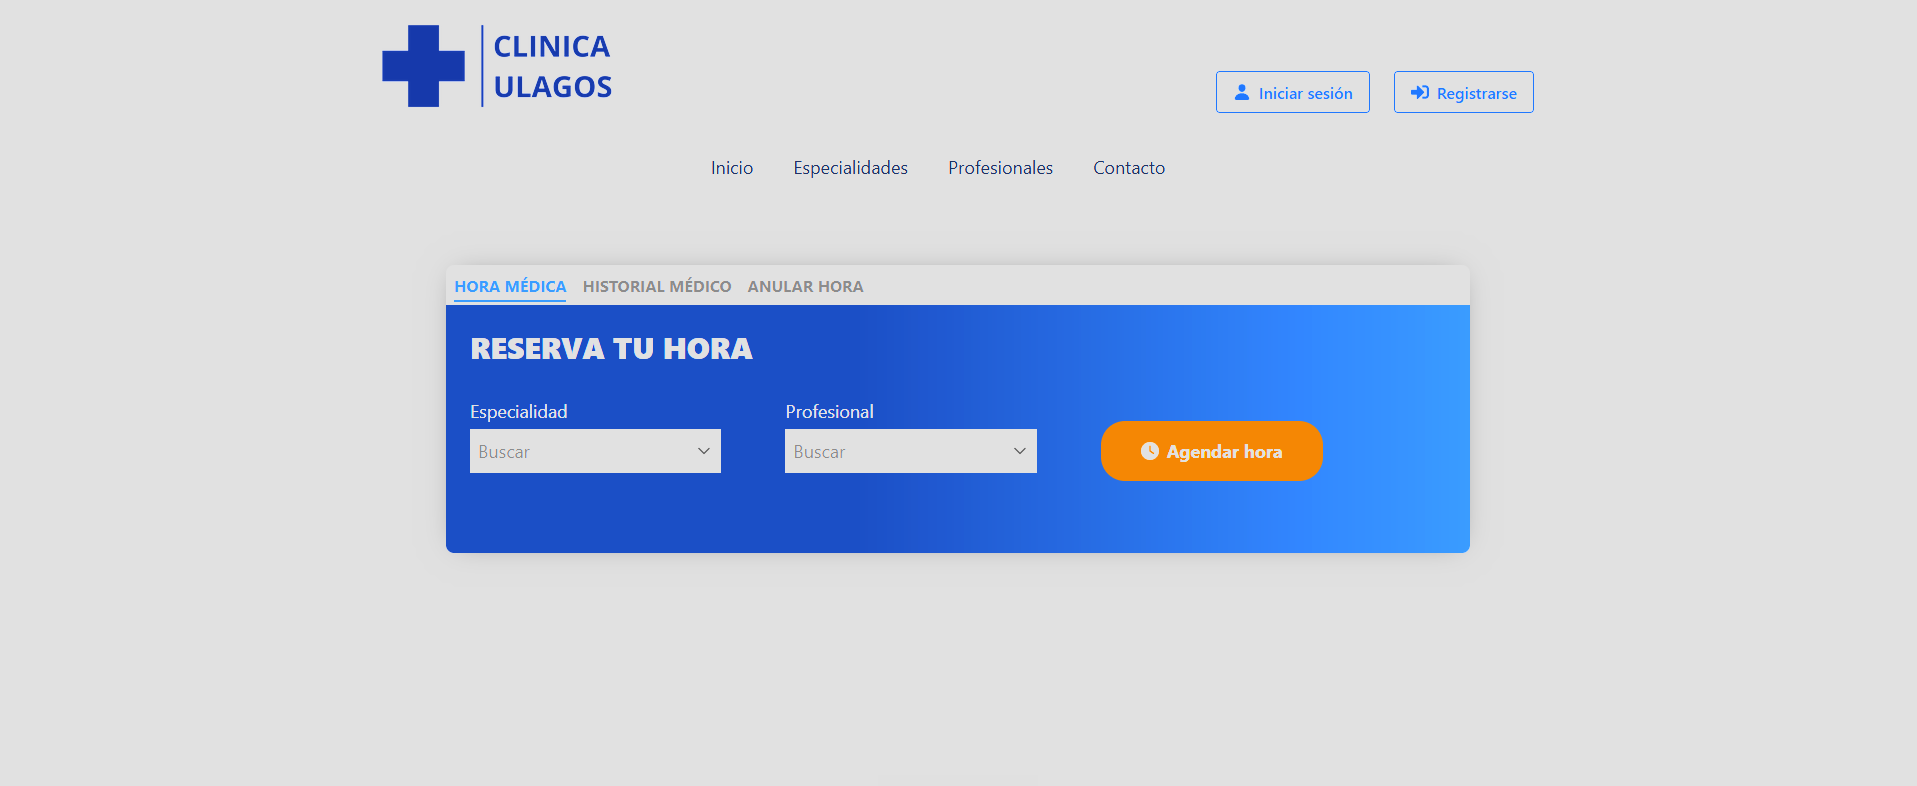 CLINICA
ULAGOS
Iniciar sesión
Registrarse
Inicio Especialidades Profesionales Contacto
HORA MÉDICA HISTORIAL MÉDICO ANULAR HORA
RESERVA TU HORA
Especialidad Profesional
Buscar Buscar Agendar hora